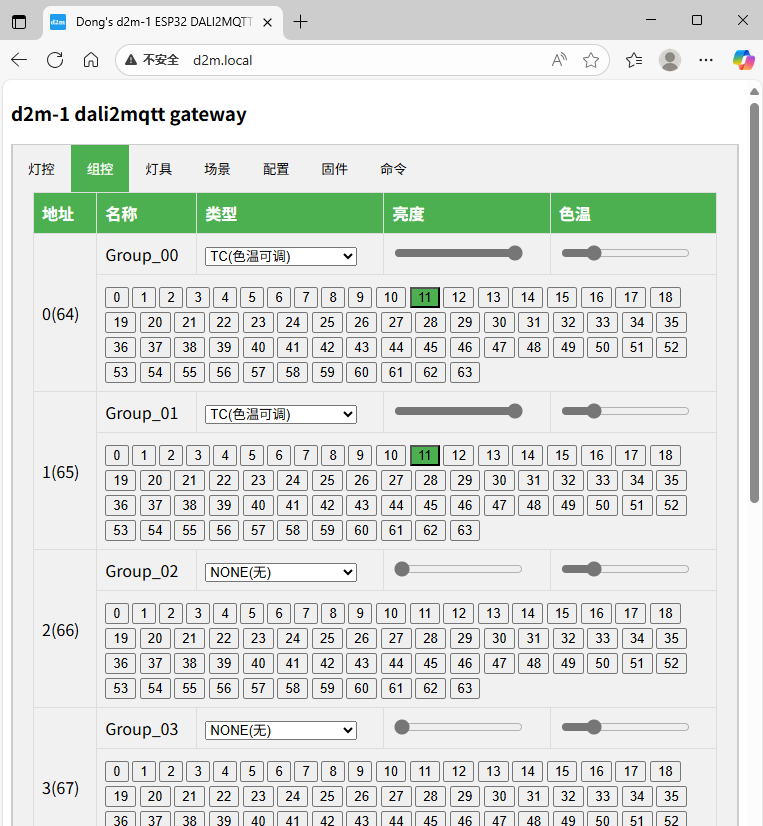 d2m Dong's d2m-1 ESP32 DALI2MQTT
不安全 d2m.local
d2m-1 dali2mqtt gateway
灯控 组控 灯具 场景 配置 固件 命令
地址 名称 类型 亮度 色温
Group_00 TC(色温可调)
0(64)
0 1 2 3 4 5 6 7 8 9 10 11 12 13 14 15 16 17 18
19 20 21 22 23 24 25 26 27 28 29 30 31 32 33 34 35
36 37 38 39 40 41 42 43 44 45 46 47 48 49 50 51 52
53 54 55 56 57 58 59 60 61 62 63
Group_01 TC(色温可调)
1(65)
0 1 2 3 4 5 6 7 8 9 10 11 12 13 14 15 16 17 18
19 20 21 22 23 24 25 26 27 28 29 30 31 32 33 34 35
36 37 38 39 40 41 42 43 44 45 46 47 48 49 50 51 52
53 54 55 56 57 58 59 60 61 62 63
Group_02 NONE(无)
2(66)
0 1 2 3 4 5 6 7 8 9 10 11 12 13 14 15 16 17 18
19 20 21 22 23 24 25 26 27 28 29 30 31 32 33 34 35
36 37 38 39 40 41 42 43 44 45 46 47 48 49 50 51 52
53 54 55 56 57 58 59 60 61 62 63
Group_03 NONE(无)
3(67)
0 1 2 3 4 5 6 7 8 9 10 11 12 13 14 15 16 17 18
19 20 21 22 23 24 25 26 27 28 29 30 31 32 33 34 35
36 37 38 39 40 41 42 43 44 45 46 47 48 49 50 51 52